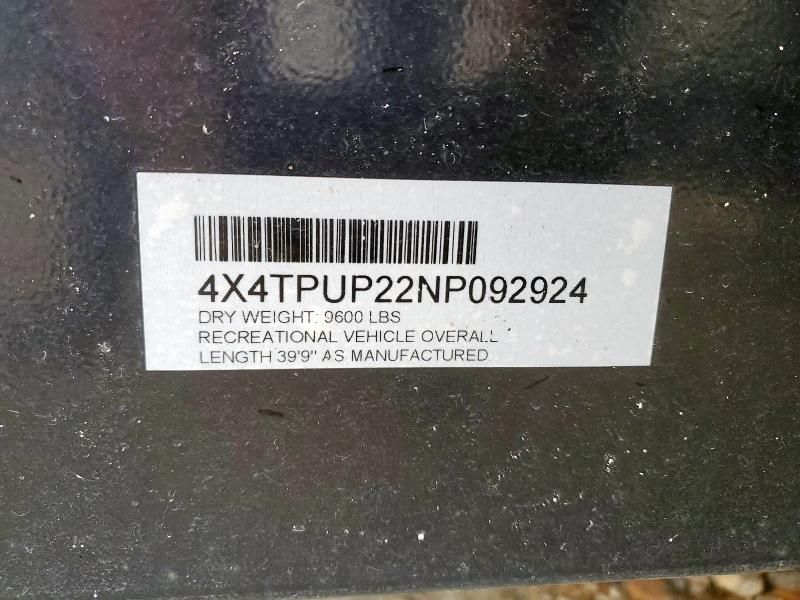 4X4TPUP22NP092924
DRY WEIGHT: 9600 LBS
RECREATIONAL VEHICLE OVERALL
LENGTH 39'9" AS MANUFACTURED